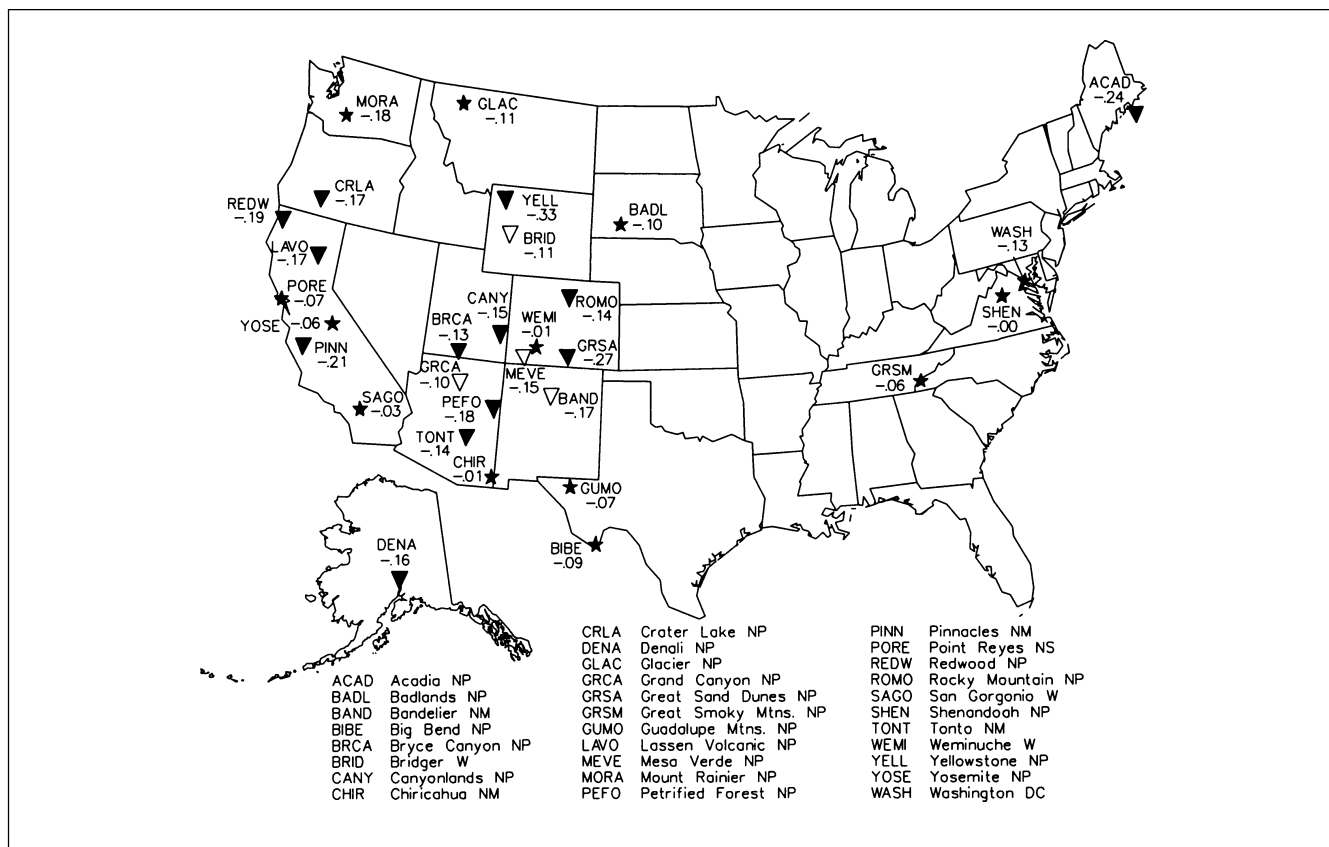 MORA
-.18
GLAC
-.11
ACAD
-.24
CRLA
-.17
REDW
-.19
YELL
-.33
BRID
-.11
BADL
-.10
WASH
-.13
LAVO
-.17
PORE
-.07
YOSE -.06
PINN
-.21
CANY
-.15
BRCA
-.13
WEMI
-.01
ROMO
-.14
GRSA
-.27
SHEN
-.00
GRCA
-.10
MEVE
-.15
BAND
-.17
GRSM
-.06
SAGO
-.03
PEFO
-.18
TONT
-.14
CHIR
-.01
GUMO
-.07
BIBE
-.09
DENA
-.16
ACAD Acadia NP
BADL Badlands NP
BAND Bandelier NM
BIBE Big Bend NP
BRCA Bryce Canyon NP
BRID Bridger W
CANY Canyonlands NP
CHIR Chiricahua NM
CRLA Crater Lake NP
DENA Denali NP
GLAC Glacier NP
GRCA Grand Canyon NP
GRSA Great Sand Dunes NP
GRSM Great Smoky Mtns. NP
GUMO Guadalupe Mtns. NP
LAVO Lassen Volcanic NP
MEVE Mesa Verde NP
MORA Mount Rainier NP
PEFO Petrified Forest NP
PINN Pinnacles NM
PORE Point Reyes NS
REDW Redwood NP
ROMO Rocky Mountain NP
SAGO San Gorgonio W
SHEN Shenandoah NP
TONT Tonto NM
WEMI Weminuche W
YELL Yellowstone NP
YOSE Yosemite NP
WASH Washington DC